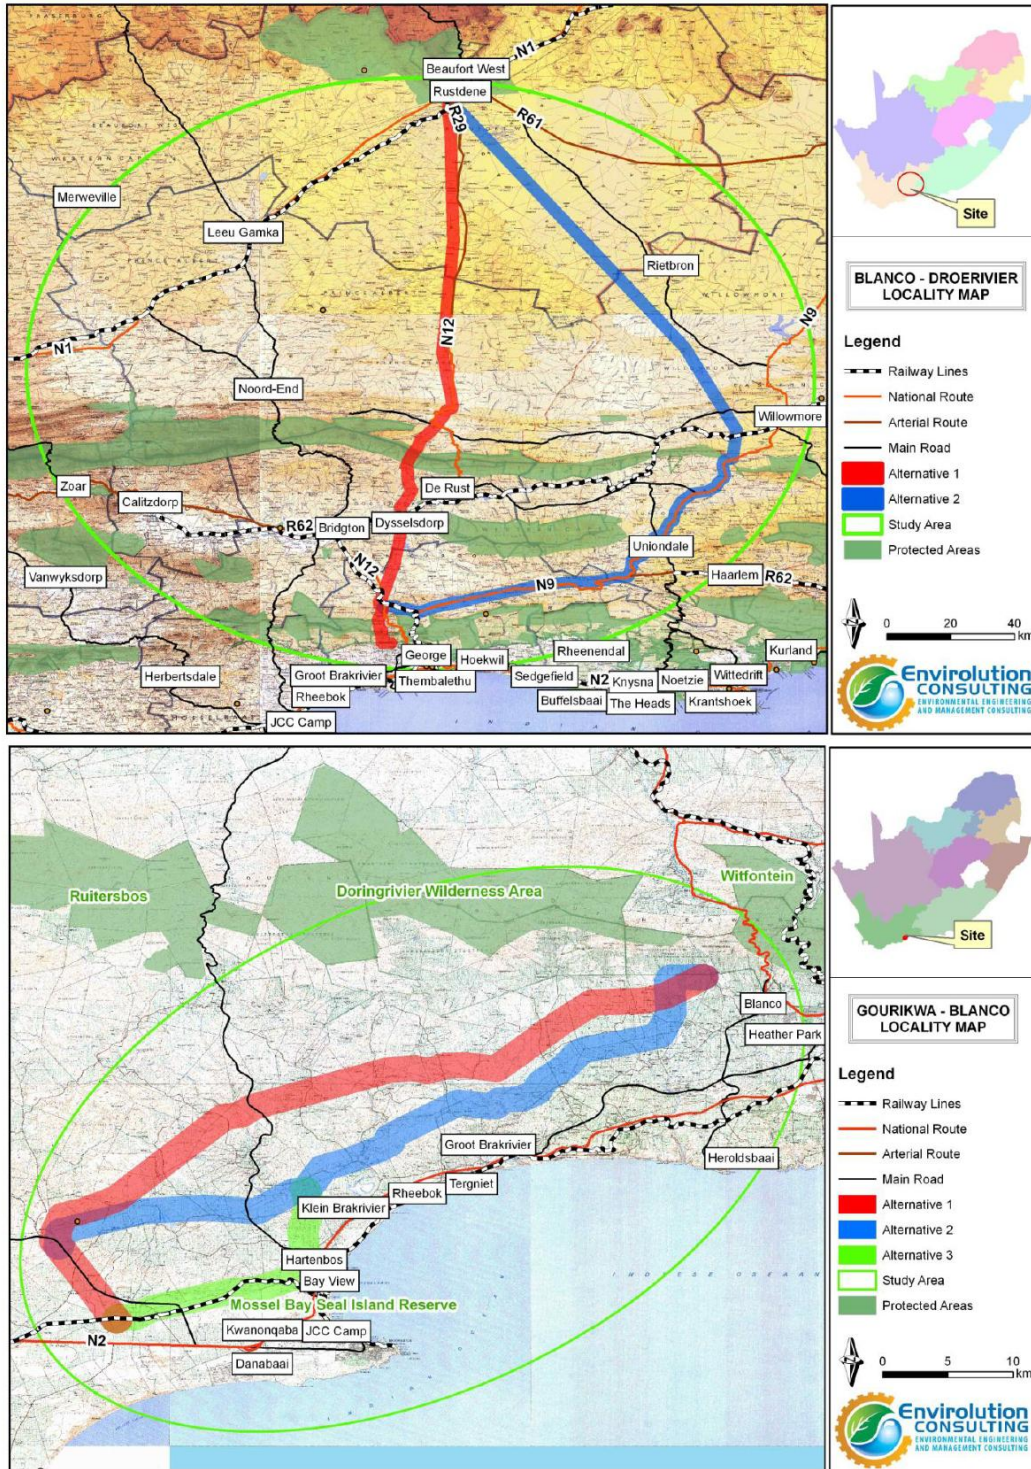 N1
Beaufort West
Rustdene
R29
R61
Merweville
Leeu Gamka
Rietbron
N12
N9
N1
Noord-End
Willowmore
Zoar
De Rust
Calitzdorp
R62
Bridgton
Dysselsdorp
Uniondale
Vanwyksdorp
N12
N9
Haarlem
R62
George
Hoekwil
Rheenendal
Kurland
Herbertsdale
Groot Brakrivier
Thembalethu
Sedgefield
N2
Knysna
Noetzie
Wittedrift
Rheebok
Buffelsbaai
The Heads
Krantshoek
JCC Camp
Site
BLANCO - DROERIVIER
LOCALITY MAP
Legend
Railway Lines
National Route
Arterial Route
Main Road
Alternative 1
Alternative 2
Study Area
Protected Areas
0 20 40
km
Envirolution
CONSULTING
ENVIRONMENTAL ENGINEERING
AND MANAGEMENT CONSULTING
Ruitersbos
Doringrivier Wilderness Area
Witfontein
Blanco
Heather Park
Groot Brakrivier
Heroldsbaai
Tergniet
Rheebok
Klein Brakrivier
Hartenbos
Bay View
Mossel Bay Seal Island Reserve
Kwanonqaba
JCC Camp
N2
Danabaai
Site
GOURIKWA - BLANCO
LOCALITY MAP
Legend
Railway Lines
National Route
Arterial Route
Main Road
Alternative 1
Alternative 2
Alternative 3
Study Area
Protected Areas
0 5 10
km
Envirolution
CONSULTING
ENVIRONMENTAL ENGINEERING
AND MANAGEMENT CONSULTING